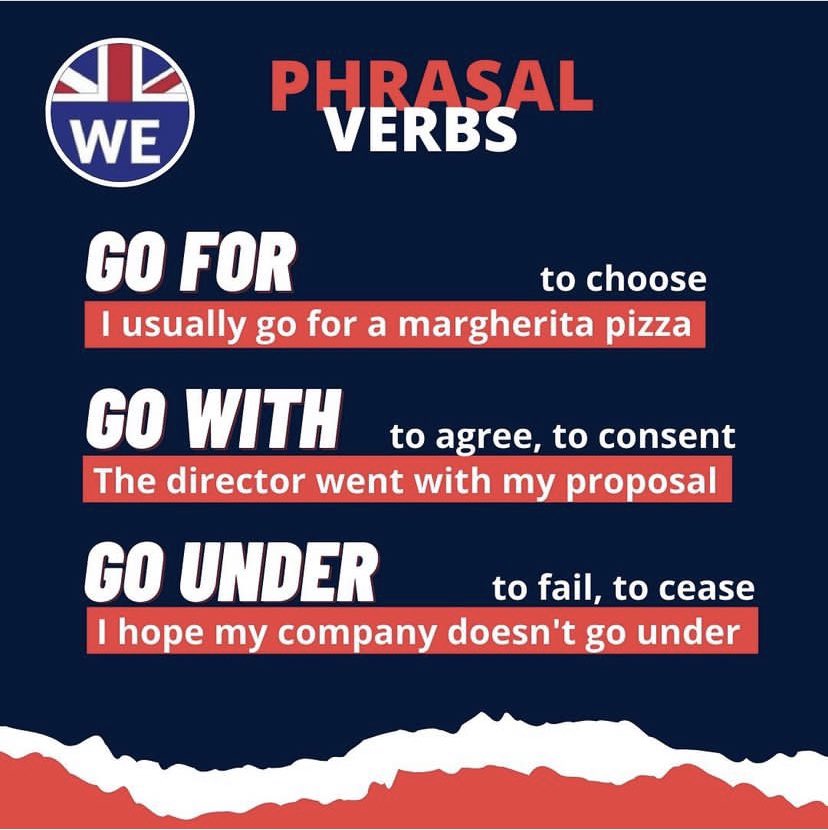 WE
PHRASAL
VERBS
GO FOR to choose
I usually go for a margherita pizza
GO WITH to agree, to consent
The director went with my proposal
GO UNDER to fail, to cease
I hope my company doesn't go under